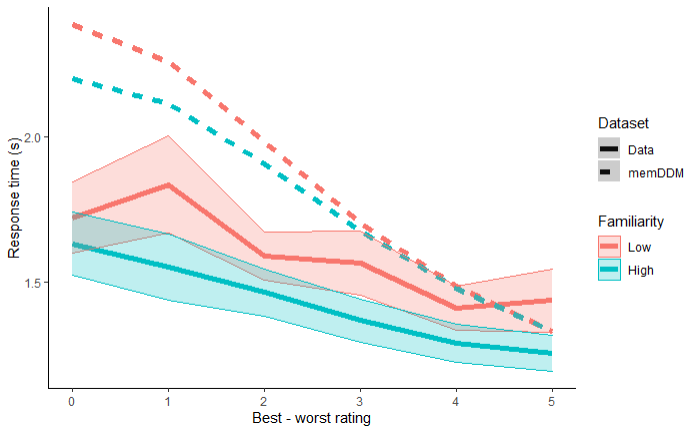 Response time (s)
2.0
1.5
0 1 2 3 4 5
Best - worst rating
Dataset
Data
memDDM
Familiarity
Low
High